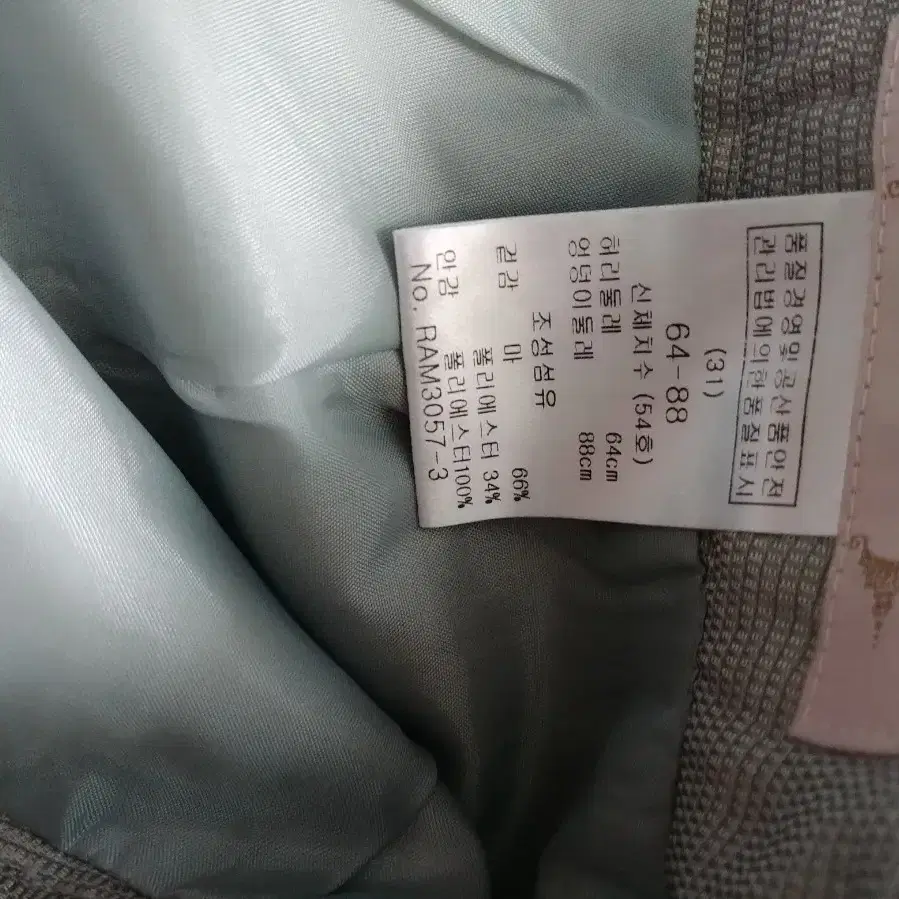 품질경영및공산품안전
관리법에의한품질표시
(31)
64-88
신체치수 (54호)
허리둘레 64cm
엉덩이둘레 88cm
조성섬유
겉감 마 66%
폴리에스터 34%
안감 폴리에스터100%
No. RAM3057-3